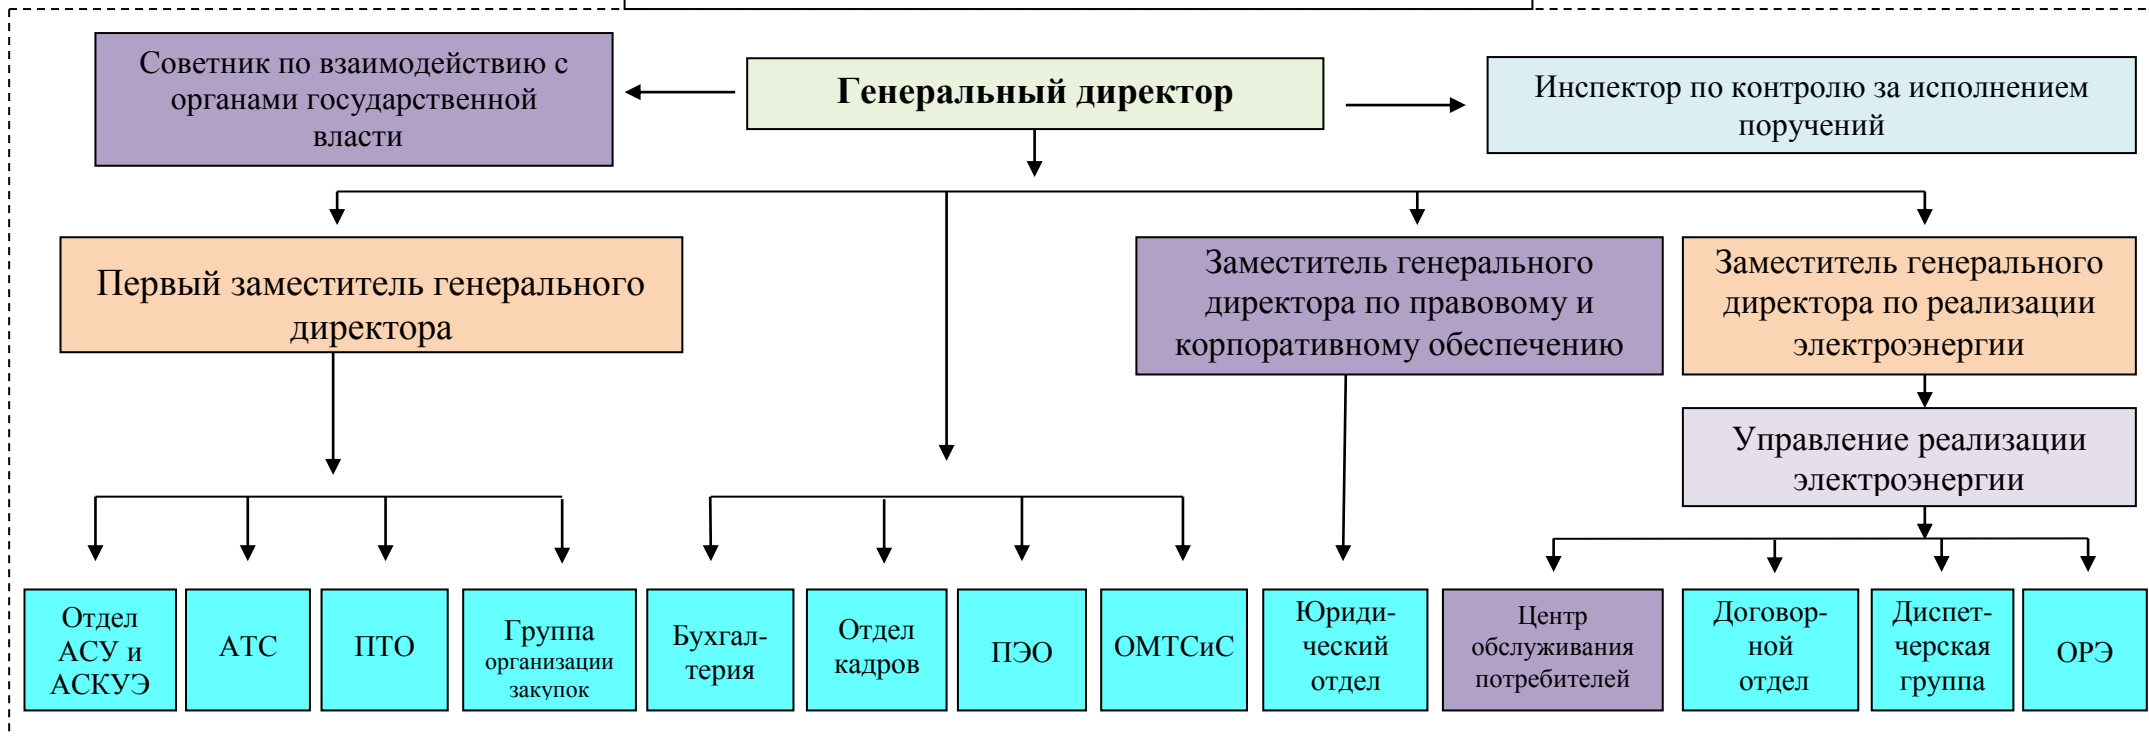 Советник по взаимодействию с
органами государственной
власти
Генеральный директор
Инспектор по контролю за исполнением
поручений
Первый заместитель генерального
директора
Заместитель генерального
директора по правовому и
корпоративному обеспечению
Заместитель генерального
директора по реализации
электроэнергии
Управление реализации
электроэнергии
Отдел
АСУ и
АСКУЭ
АТС
ПТО
Группа
организации
закупок
Бухгал-
терия
Отдел
кадров
ПЭО
ОМТСиС
Юриди-
ческий
отдел
Центр
обслуживания
потребителей
Договор-
ной
отдел
Диспет-
черская
группа
ОРЭ